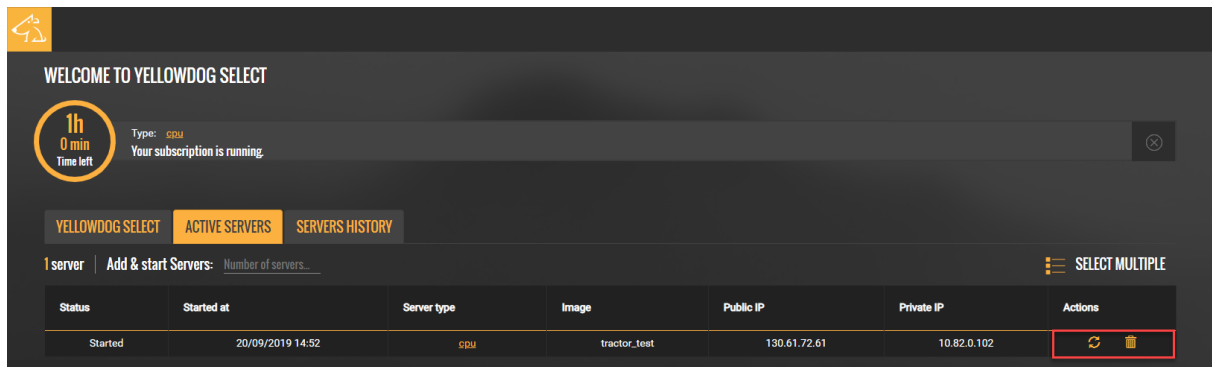 WELCOME TO YELLOWDOG SELECT
1h
0 min
Time left
Type: cpu
Your subscription is running.
YELLOWDOG SELECT ACTIVE SERVERS SERVERS HISTORY
1 server | Add & start Servers: Number of servers... SELECT MULTIPLE
Status Started at Server type Image Public IP Private IP Actions
Started 20/09/2019 14:52 cpu tractor_test 130.61.72.61 10.82.0.102